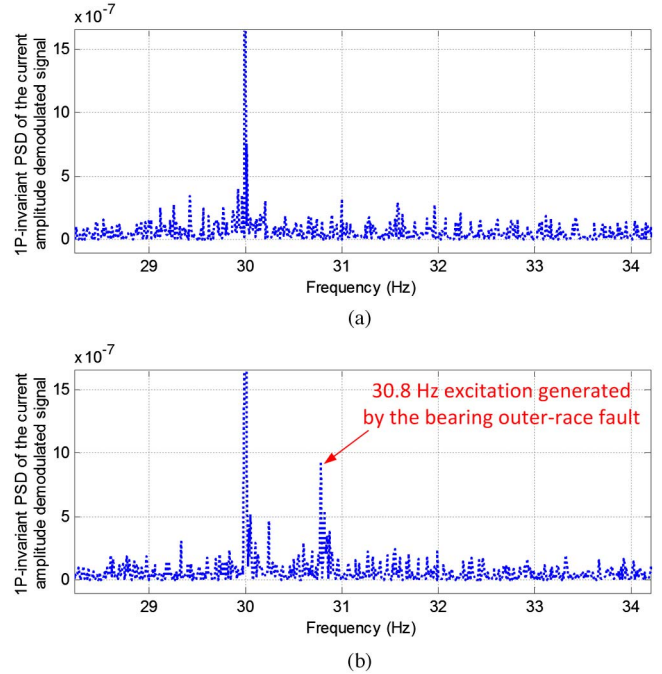 x 10^-7
15
10
5
0
1P-invariant PSD of the current
amplitude demodulated signal
29 30 31 32 33 34
Frequency (Hz)
(a)
x 10^-7
15
10
5
0
1P-invariant PSD of the current
amplitude demodulated signal
30.8 Hz excitation generated
by the bearing outer-race fault
29 30 31 32 33 34
Frequency (Hz)
(b)